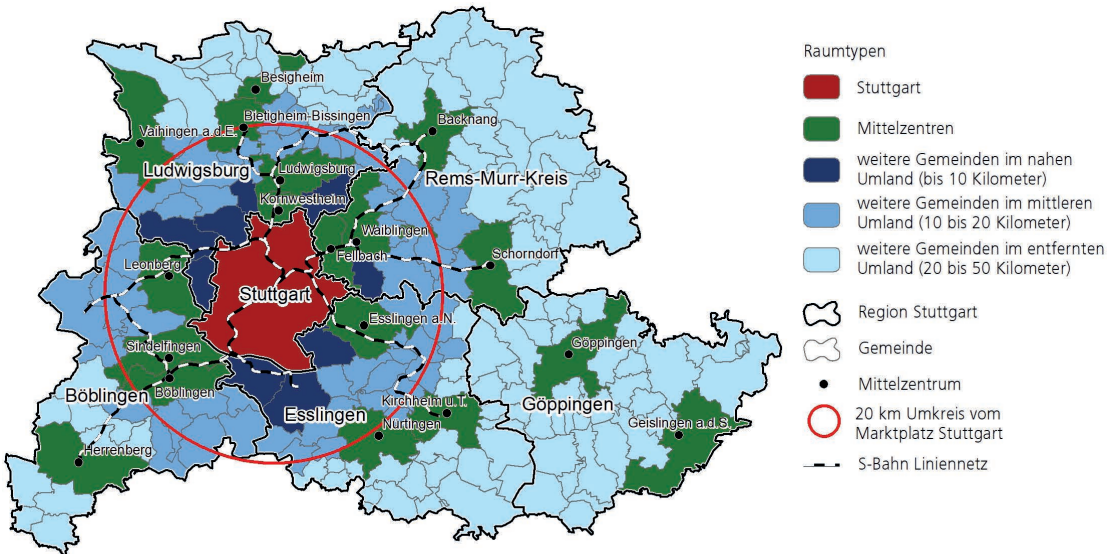 Besigheim
Bietigheim-Bissingen
Vaihingen a.d.E.
Backnang
Ludwigsburg
Ludwigsburg
Rems-Murr-Kreis
Kornwestheim
Waiblingen
Fellbach
Schorndorf
Leonberg
Stuttgart
Esslingen a.N.
Sindelfingen
Göppingen
Böblingen
Böblingen
Esslingen
Kirchheim u.T.
Göppingen
Nürtingen
Geislingen a.d.S.
Herrenberg
Raumtypen
Stuttgart
Mittelzentren
weitere Gemeinden im nahen
Umland (bis 10 Kilometer)
weitere Gemeinden im mittleren
Umland (10 bis 20 Kilometer)
weitere Gemeinden im entfernten
Umland (20 bis 50 Kilometer)
Region Stuttgart
Gemeinde
Mittelzentrum
20 km Umkreis vom
Marktplatz Stuttgart
S-Bahn Liniennetz